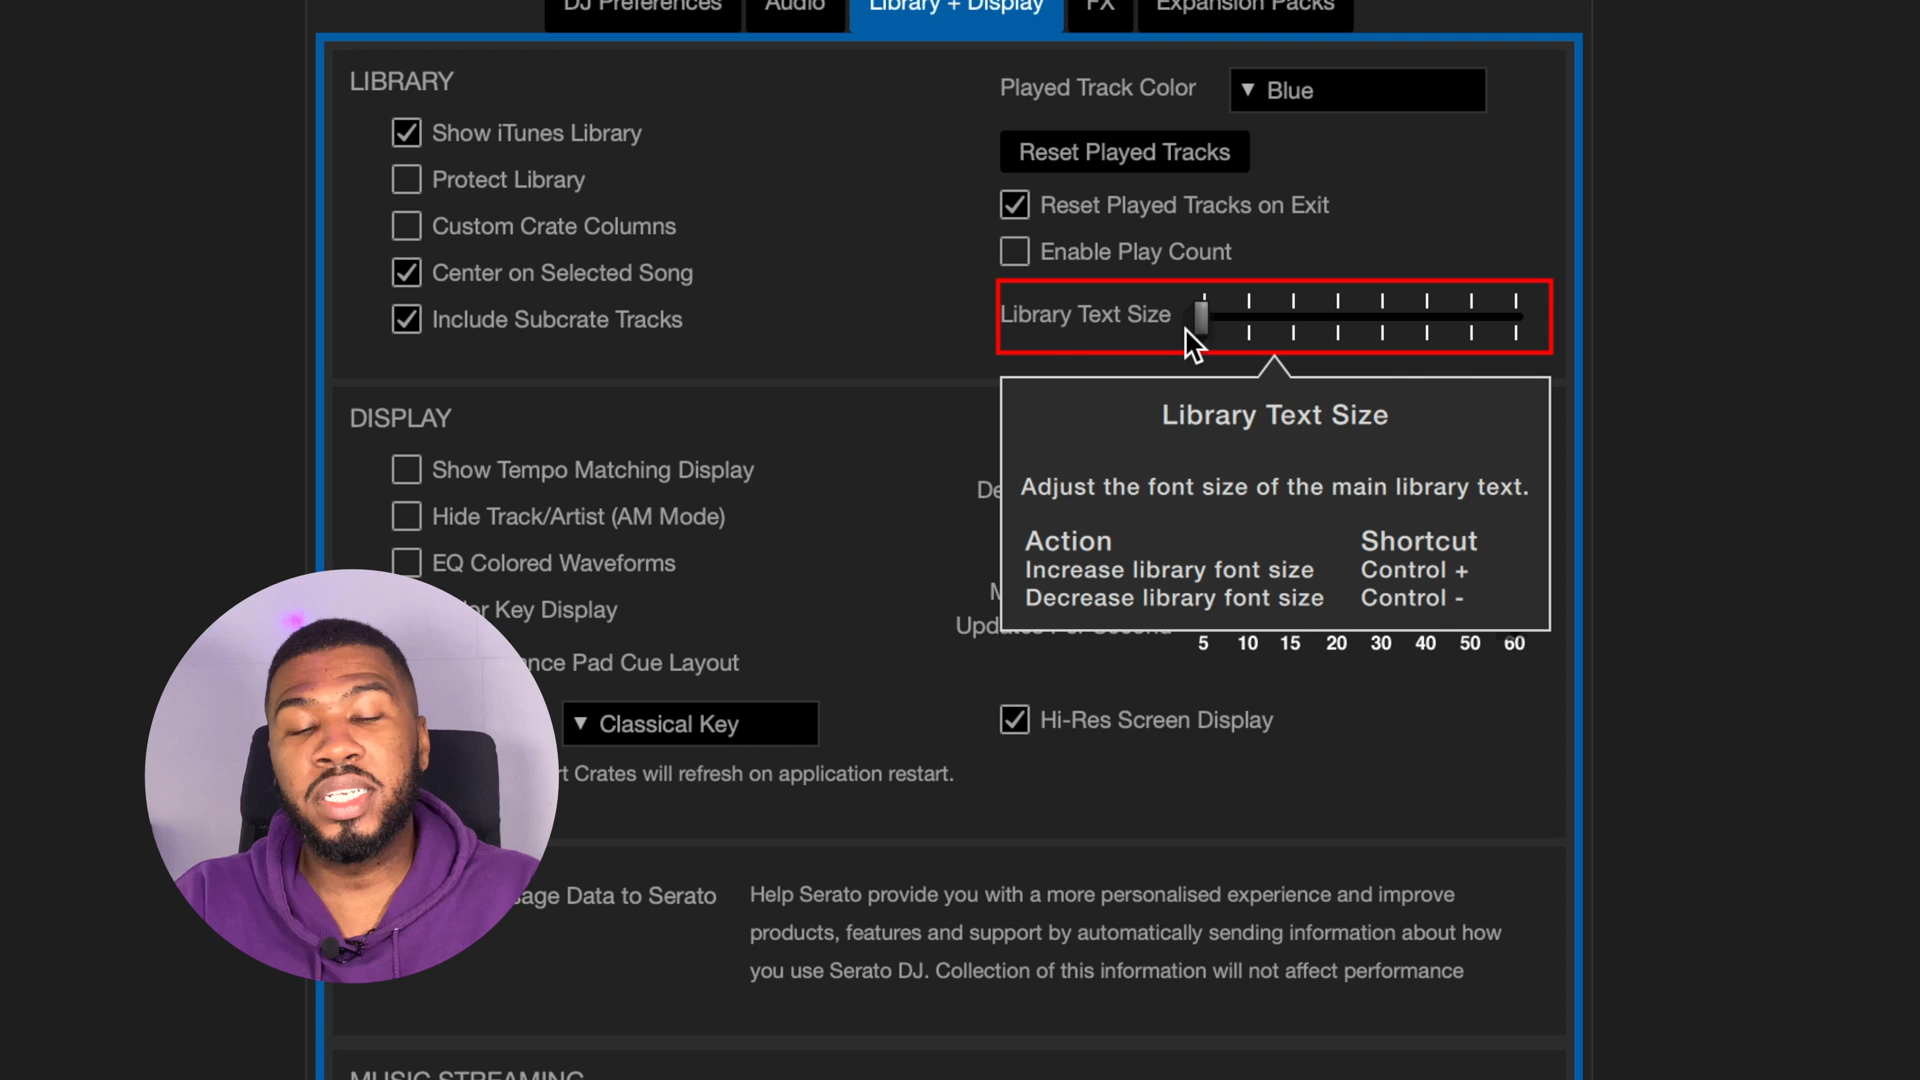 DJ Preferences Audio Library + Display FX Expansion Packs
LIBRARY
Show iTunes Library
Protect Library
Custom Crate Columns
Center on Selected Song
Include Subcrate Tracks
Played Track Color ▼ Blue
Reset Played Tracks
Reset Played Tracks on Exit
Enable Play Count
Library Text Size
Library Text Size
Adjust the font size of the main library text.
Action Shortcut
Increase library font size Control +
Decrease library font size Control -
DISPLAY
Show Tempo Matching Display
Hide Track/Artist (AM Mode)
EQ Colored Waveforms
Key Display
Pad Cue Layout
▼ Classical Key
Crates will refresh on application restart.
5 10 15 20 30 40 50 60
Hi-Res Screen Display
Data to Serato
Help Serato provide you with a more personalised experience and improve
products, features and support by automatically sending information about how
you use Serato DJ. Collection of this information will not affect performance
MUSIC STREAMING